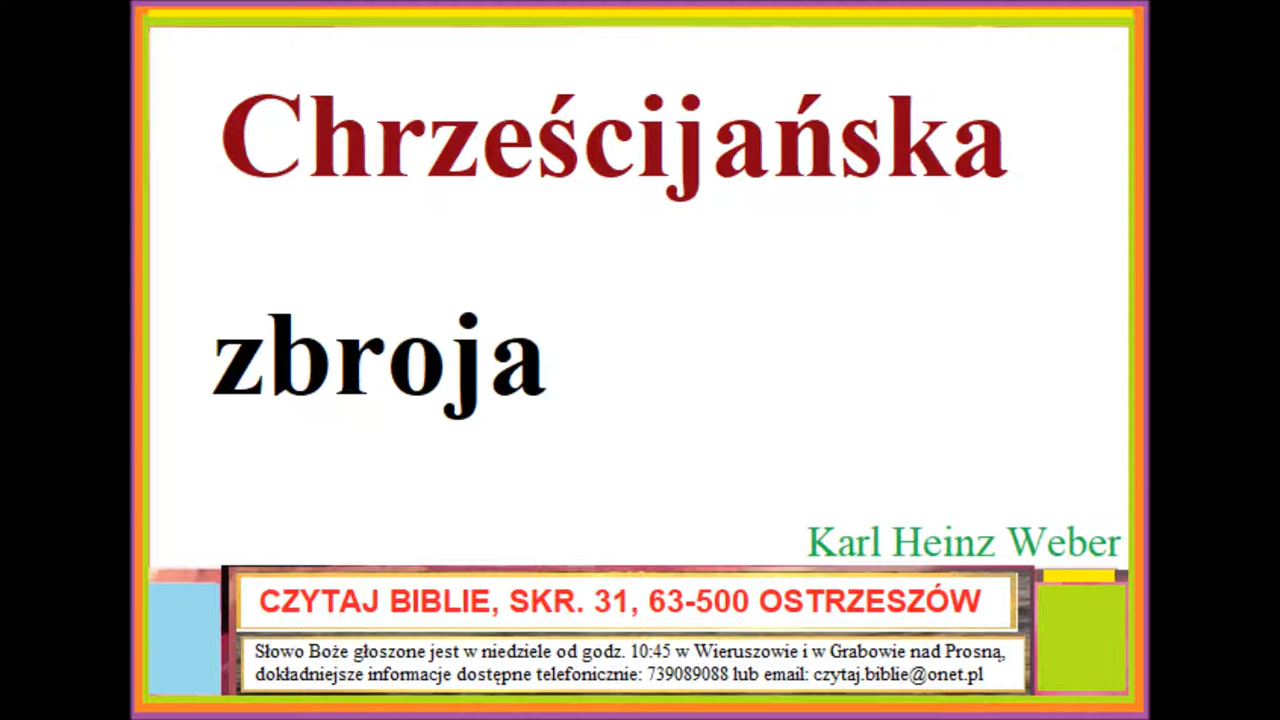 Chrześcijańska
zbroja
Karl Heinz Weber
CZYTAJ BIBLIE, SKR. 31, 63-500 OSTRZESZÓW
Słowo Boże głoszone jest w niedziele od godz. 10:45 w Wieruszowie i w Grabowie nad Prosną,
dokładniejsze informacje dostępne telefonicznie: 739089088 lub email: czytaj.biblie@onet.pl